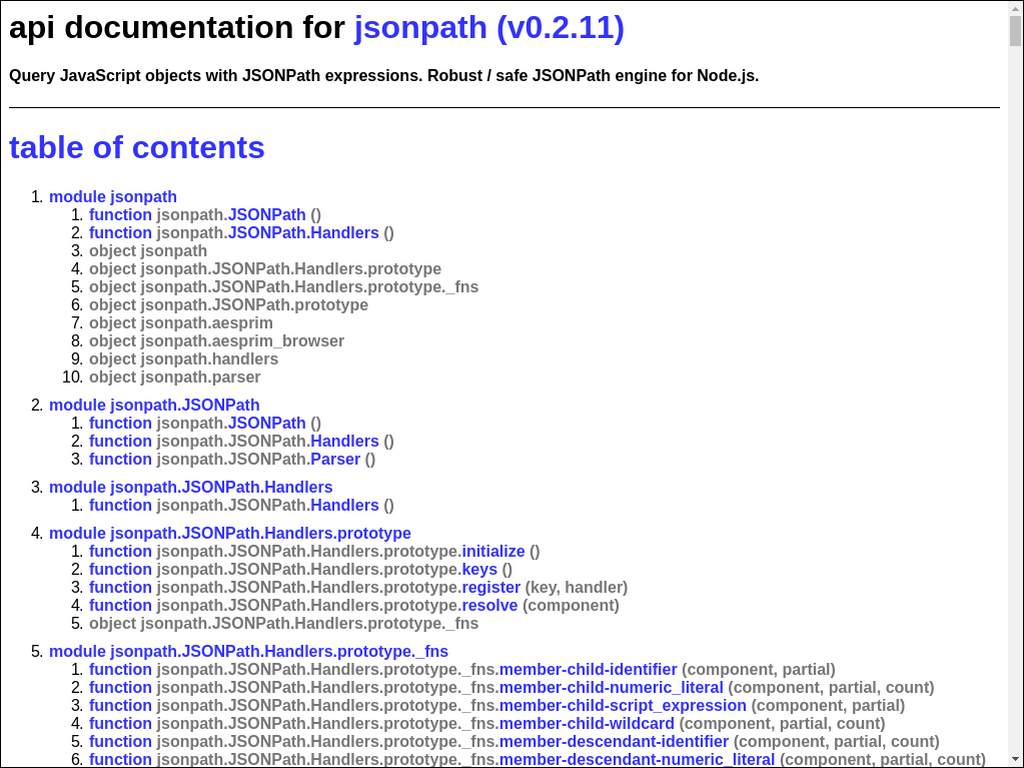 api documentation for jsonpath (v0.2.11)
Query JavaScript objects with JSONPath expressions. Robust / safe JSONPath engine for Node.js.
table of contents
1. module jsonpath
1. function jsonpath.JSONPath ()
2. function jsonpath.JSONPath.Handlers ()
3. object jsonpath
4. object jsonpath.JSONPath.Handlers.prototype
5. object jsonpath.JSONPath.Handlers.prototype._fns
6. object jsonpath.JSONPath.prototype
7. object jsonpath.aesprim
8. object jsonpath.aesprim_browser
9. object jsonpath.handlers
10. object jsonpath.parser
2. module jsonpath.JSONPath
1. function jsonpath.JSONPath ()
2. function jsonpath.JSONPath.Handlers ()
3. function jsonpath.JSONPath.Parser ()
3. module jsonpath.JSONPath.Handlers
1. function jsonpath.JSONPath.Handlers ()
4. module jsonpath.JSONPath.Handlers.prototype
1. function jsonpath.JSONPath.Handlers.prototype.initialize ()
2. function jsonpath.JSONPath.Handlers.prototype.keys ()
3. function jsonpath.JSONPath.Handlers.prototype.register (key, handler)
4. function jsonpath.JSONPath.Handlers.prototype.resolve (component)
5. object jsonpath.JSONPath.Handlers.prototype._fns
5. module jsonpath.JSONPath.Handlers.prototype._fns
1. function jsonpath.JSONPath.Handlers.prototype._fns.member-child-identifier (component, partial)
2. function jsonpath.JSONPath.Handlers.prototype._fns.member-child-numeric_literal (component, partial, count)
3. function jsonpath.JSONPath.Handlers.prototype._fns.member-child-script_expression (component, partial)
4. function jsonpath.JSONPath.Handlers.prototype._fns.member-child-wildcard (component, partial, count)
5. function jsonpath.JSONPath.Handlers.prototype._fns.member-descendant-identifier (component, partial, count)
6. function jsonpath.JSONPath.Handlers.prototype._fns.member-descendant-numeric_literal (component, partial, count)